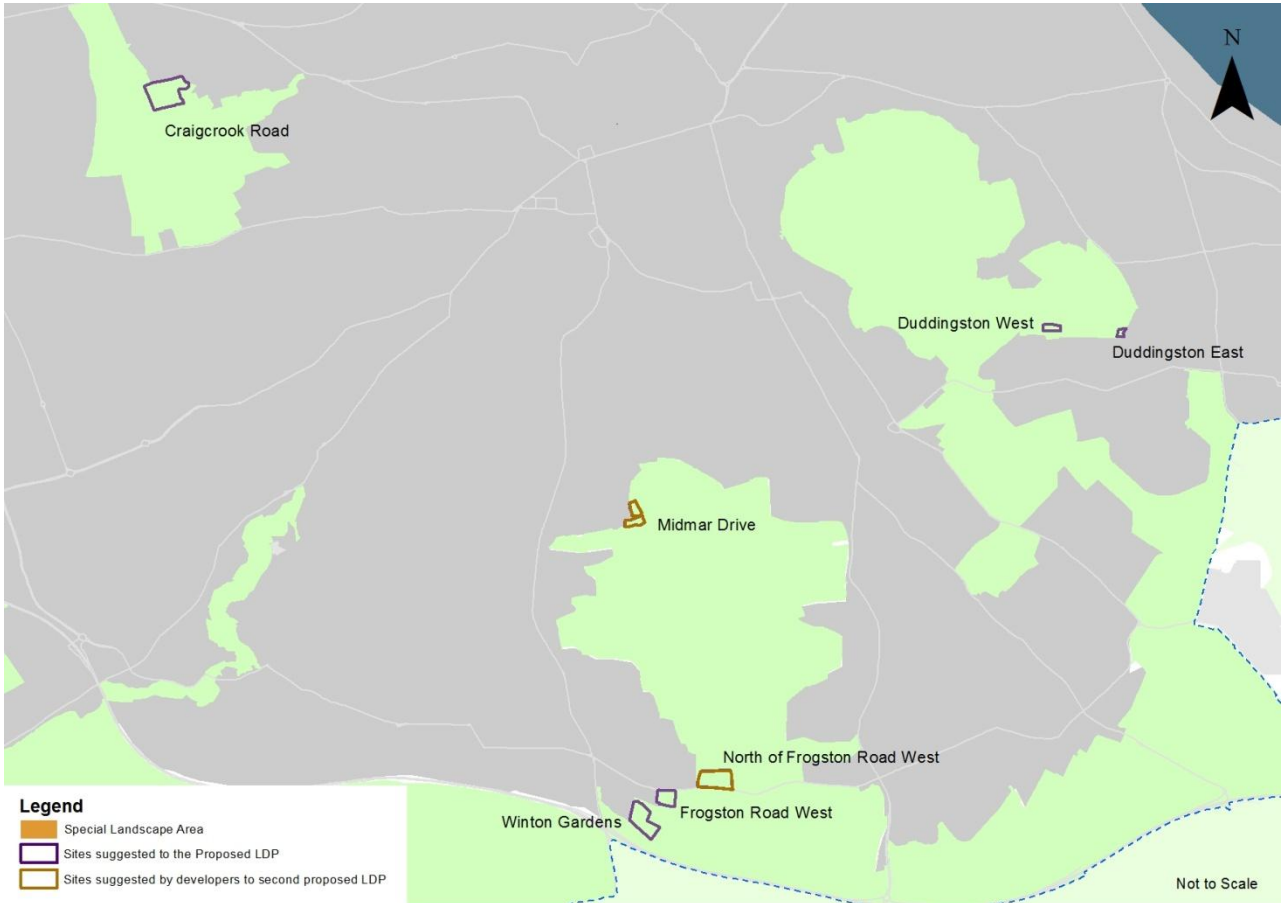 N
Craigcrook Road
Duddingston West
Duddingston East
Midmar Drive
North of Frogston Road West
Frogston Road West
Winton Gardens
Legend
Special Landscape Area
Sites suggested to the Proposed LDP
Sites suggested by developers to second proposed LDP
Not to Scale